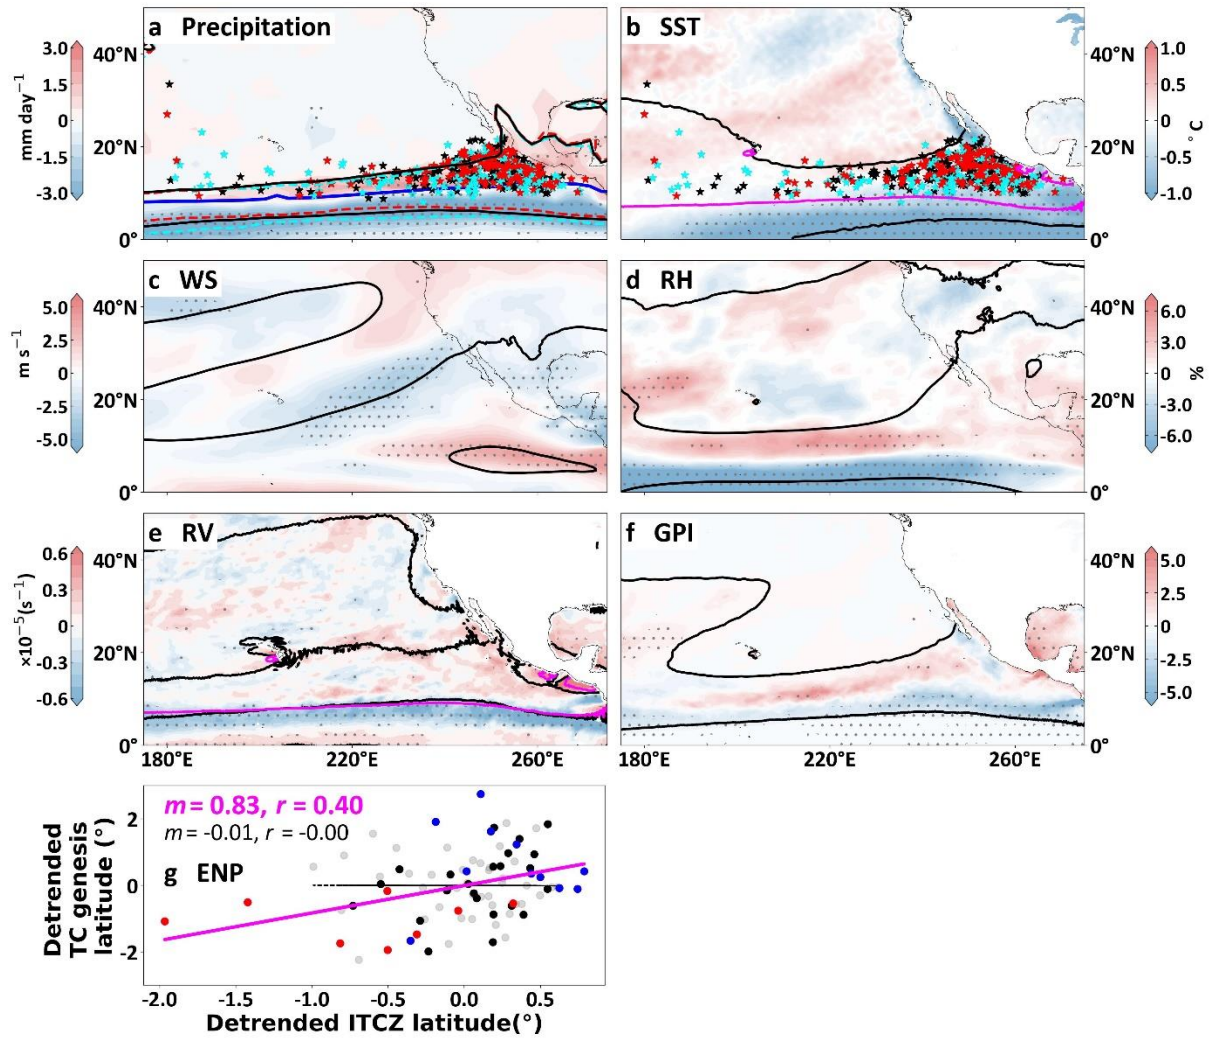 a Precipitation
b SST
3.0
1.5
0
-1.5
-3.0
mm day⁻¹
40°N
20°N
0°
1.0
0.5
0
-0.5
-1.0
°C
40°N
20°N
0°
c WS
d RH
5.0
2.5
0
-2.5
-5.0
m s⁻¹
40°N
20°N
0°
6.0
3.0
0
-3.0
-6.0
%
40°N
20°N
0°
e RV
f GPI
0.6
0.3
0
-0.3
-0.6
×10⁻⁵(s⁻¹)
40°N
20°N
0°
5.0
2.5
0
-2.5
-5.0
40°N
20°N
0°
180°E 220°E 260°E
180°E 220°E 260°E
m = 0.83, r = 0.40
m = -0.01, r = -0.00
g ENP
Detrended
TC genesis
latitude (°)
2
0
-2
-2.0 -1.5 -1.0 -0.5 0.0 0.5
Detrended ITCZ latitude(°)